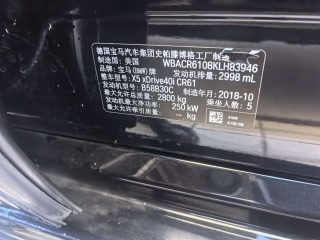 德国宝马汽车集团史帕滕博格工厂制造
制造国：美国 WBACR6108KLH83946
品牌：宝马(BMW)牌 发动机排量：2998 mL
整车型号：X5 xDrive40i CR61
发动机型号：B58B30C
最大允许总质量：2800 kg 制造年月：2018-10
发动机最大净功率：250 kW 乘坐人数：5
-- kg